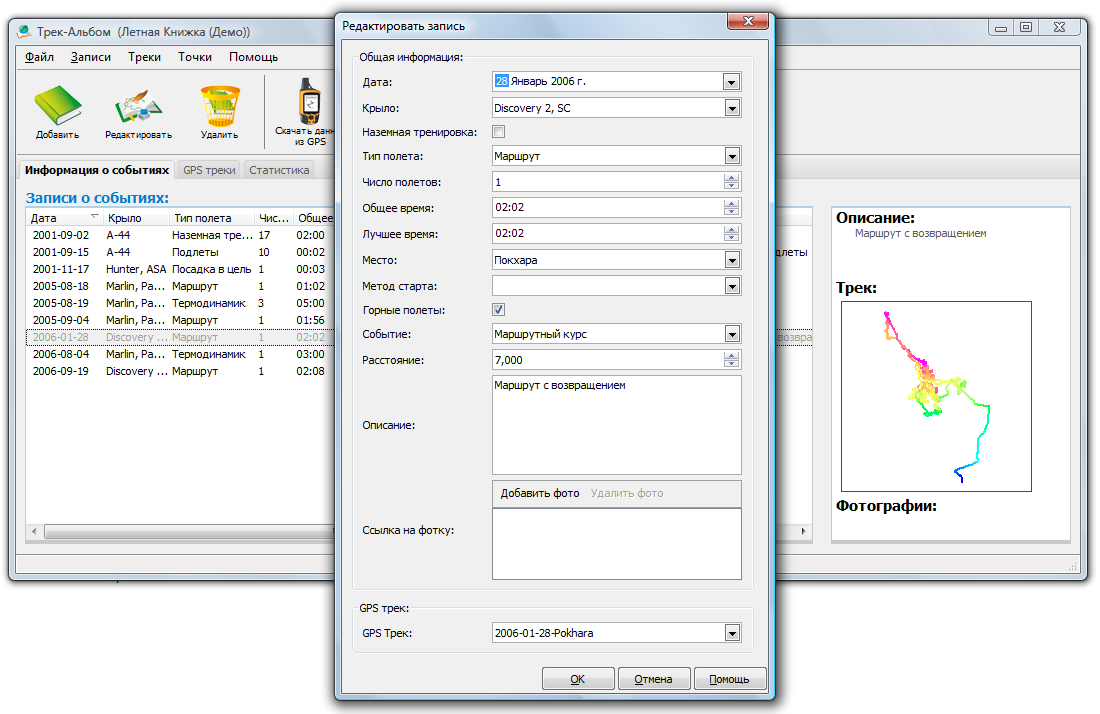 Трек-Альбом (Летная Книжка (Демо))
Файл Записи Треки Точки Помощь
Добавить Редактировать Удалить Скачать данн
из GPS
Информация о событиях GPS треки Статистика
Записи о событиях:
Дата Крыло Тип полета Чис... Общее
2001-09-02 A-44 Наземная тре... 17 02:00
2001-09-15 A-44 Подлеты 10 00:02 длеты
2001-11-17 Hunter, ASA Посадка в цель 1 00:03
2005-08-18 Marlin, Pa... Маршрут 1 01:02
2005-08-19 Marlin, Pa... Термодинамик 3 05:00
2005-09-04 Marlin, Pa... Маршрут 1 01:56
2006-01-28 Discovery ... Маршрут 1 02:02 возвра
2006-08-04 Marlin, Pa... Термодинамик 1 03:00
2006-09-19 Discovery ... Маршрут 1 02:08
Редактировать запись
Общая информация:
Дата: 28 Январь 2006 г.
Крыло: Discovery 2, SC
Наземная тренировка:
Тип полета: Маршрут
Число полетов: 1
Общее время: 02:02
Лучшее время: 02:02
Место: Покхара
Метод старта:
Горные полеты:
Событие: Маршрутный курс
Расстояние: 7,000
Маршрут с возвращением
Описание:
Добавить фото Удалить фото
Ссылка на фотку:
GPS трек:
GPS Трек: 2006-01-28-Pokhara
OK Отмена Помощь
Описание:
Маршрут с возвращением
Трек:
Фотографии: